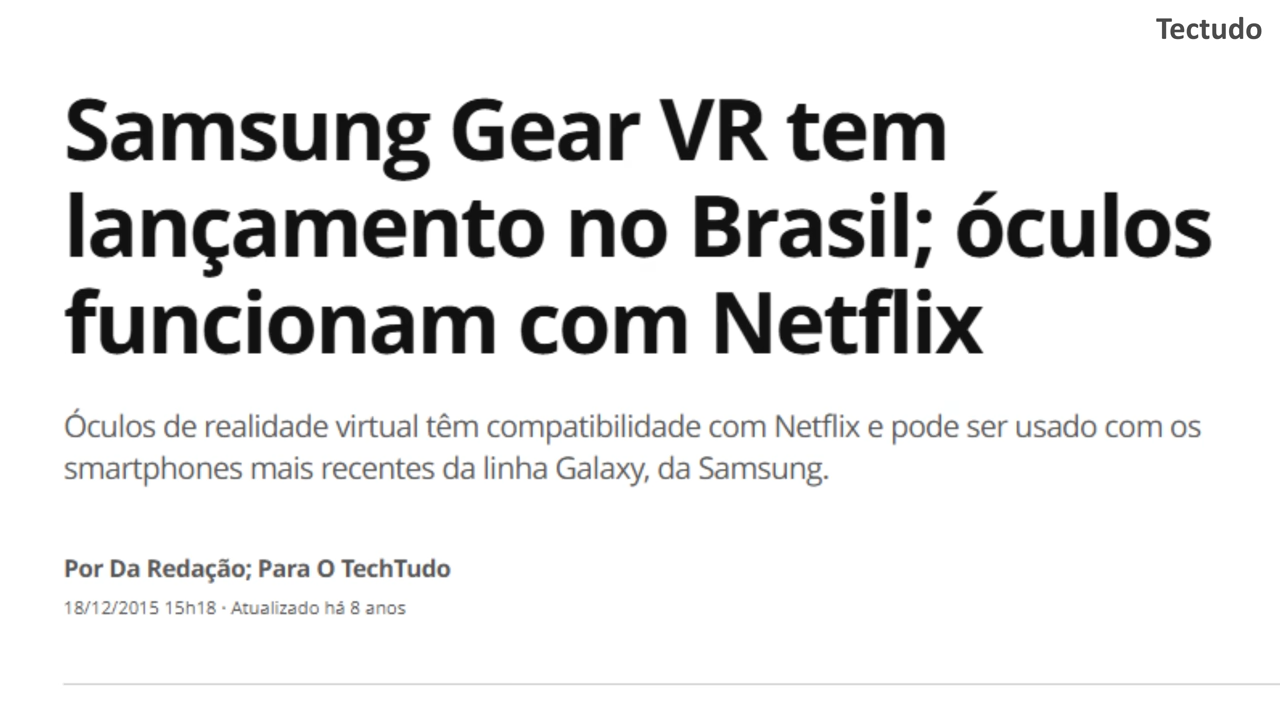 Tectudo
Samsung Gear VR tem
lançamento no Brasil; óculos
funcionam com Netflix
Óculos de realidade virtual têm compatibilidade com Netflix e pode ser usado com os
smartphones mais recentes da linha Galaxy, da Samsung.
Por Da Redação; Para O TechTudo
18/12/2015 15h18 · Atualizado há 8 anos